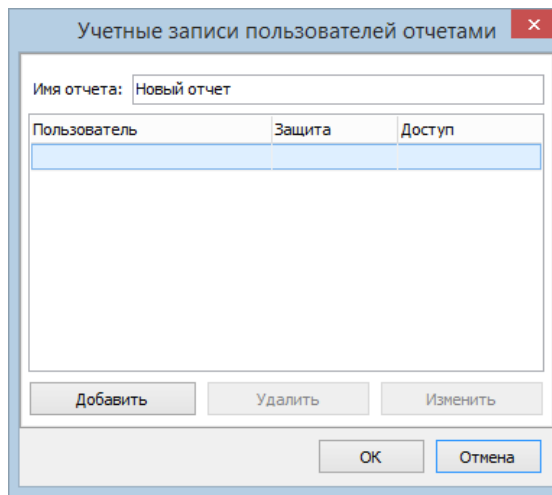 Учетные записи пользователей отчетами
Имя отчета: Новый отчет
Пользователь Защита Доступ
Добавить Удалить Изменить
OK Отмена